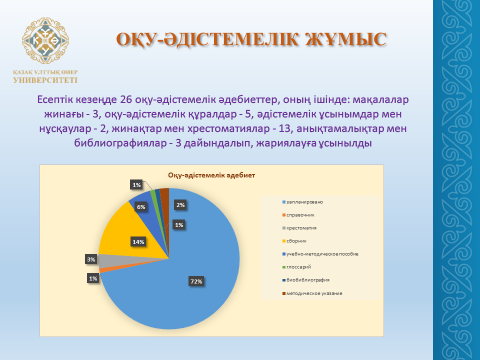 ОҚУ-ӘДІСТЕМЕЛІК ЖҰМЫС
ҚАЗАҚ ҰЛТТЫҚ ӨНЕР
УНИВЕРСИТЕТІ
Есептік кезеңде 26 оқу-әдістемелік әдебиеттер, оның ішінде: мақалалар
жинағы - 3, оқу-әдістемелік құралдар - 5, әдістемелік ұсынымдар мен
нұсқаулар - 2, жинақтар мен хрестоматиялар - 13, анықтамалықтар мен
библиографиялар - 3 дайындалып, жариялауға ұсынылды
Оқу-әдістемелік әдебиет
1%
2%
6%
1%
14%
3%
1%
72%
запланировано
справочник
хрестоматия
сборник
учебно-методическое пособие
глоссарий
биобиблиография
методическое указание